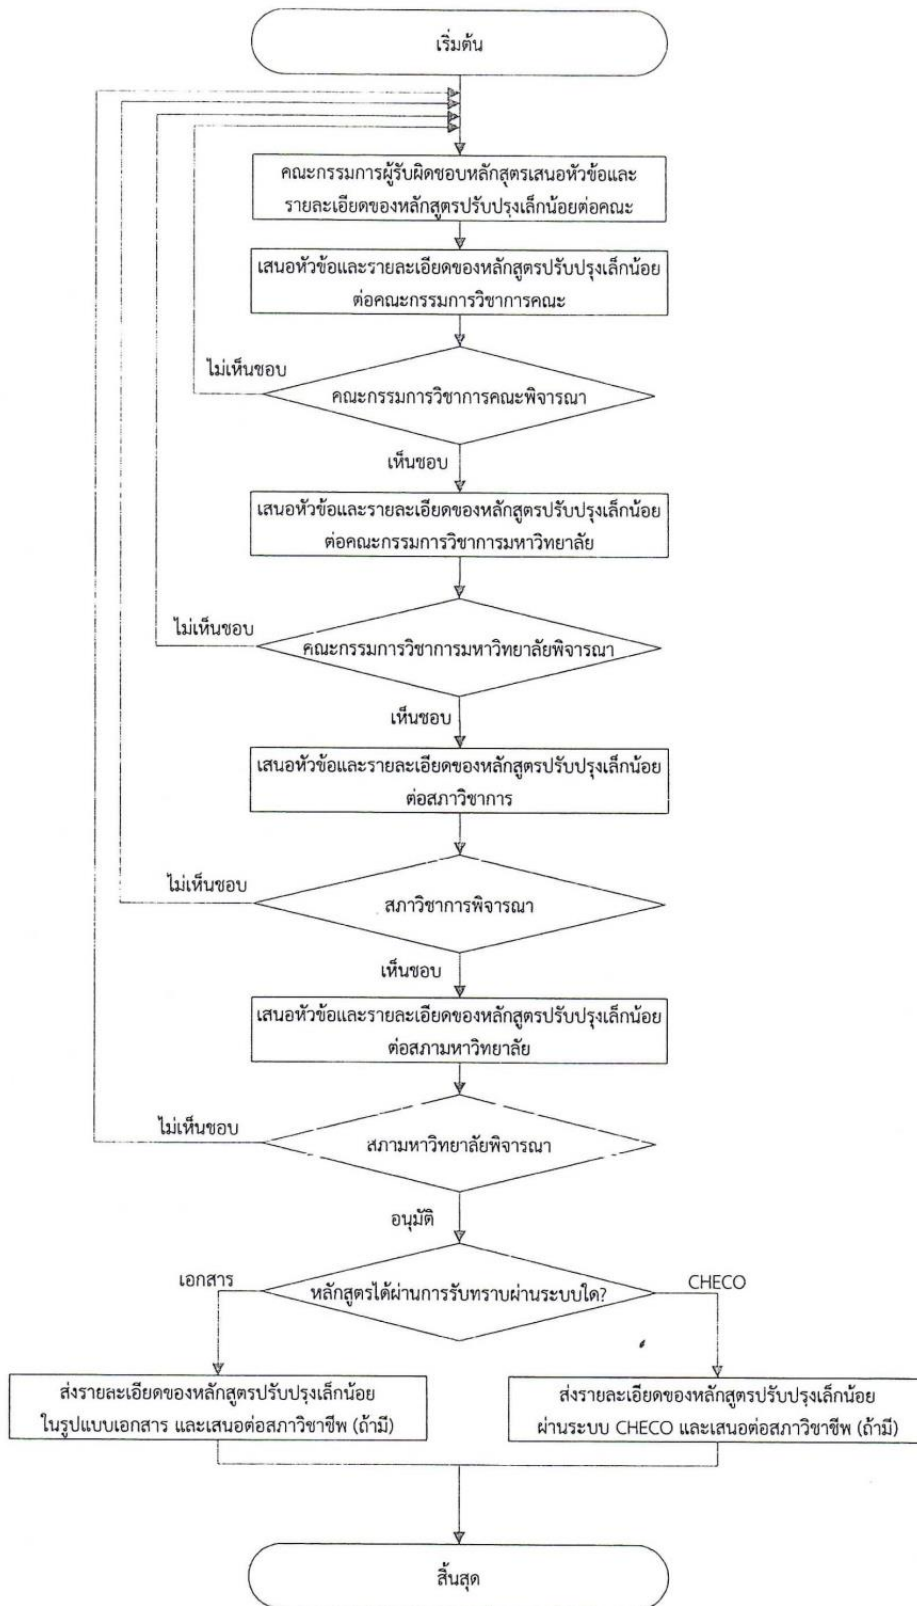 เริ่มต้น
คณะกรรมการผู้รับผิดชอบหลักสูตรเสนอหัวข้อและ
รายละเอียดของหลักสูตรปรับปรุงเล็กน้อยต่อคณะ
เสนอหัวข้อและรายละเอียดของหลักสูตรปรับปรุงเล็กน้อย
ต่อคณะกรรมการวิชาการคณะ
ไม่เห็นชอบ
คณะกรรมการวิชาการคณะพิจารณา
เห็นชอบ
เสนอหัวข้อและรายละเอียดของหลักสูตรปรับปรุงเล็กน้อย
ต่อคณะกรรมการวิชาการมหาวิทยาลัย
ไม่เห็นชอบ
คณะกรรมการวิชาการมหาวิทยาลัยพิจารณา
เห็นชอบ
เสนอหัวข้อและรายละเอียดของหลักสูตรปรับปรุงเล็กน้อย
ต่อสภาวิชาการ
ไม่เห็นชอบ
สภาวิชาการพิจารณา
เห็นชอบ
เสนอหัวข้อและรายละเอียดของหลักสูตรปรับปรุงเล็กน้อย
ต่อสภามหาวิทยาลัย
ไม่เห็นชอบ
สภามหาวิทยาลัยพิจารณา
อนุมัติ
เอกสาร
หลักสูตรได้ผ่านการรับทราบผ่านระบบใด?
CHECO
ส่งรายละเอียดของหลักสูตรปรับปรุงเล็กน้อย
ในรูปแบบเอกสาร และเสนอต่อสภาวิชาชีพ (ถ้ามี)
ส่งรายละเอียดของหลักสูตรปรับปรุงเล็กน้อย
ผ่านระบบ CHECO และเสนอต่อสภาวิชาชีพ (ถ้ามี)
สิ้นสุด